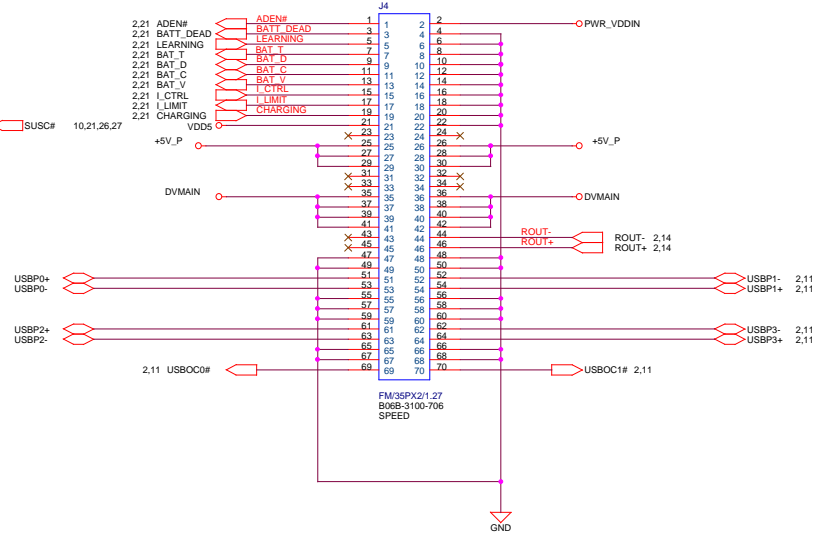 J4
2,21 ADEN# ADEN# 1 1 2 2 PWR_VDDIN
2,21 BATT_DEAD BATT_DEAD 3 3 4 4
2,21 LEARNING LEARNING 5 5 6 6
2,21 BAT_T BAT_T 7 7 8 8
2,21 BAT_D BAT_D 9 9 10 10
2,21 BAT_C BAT_C 11 11 12 12
2,21 BAT_V BAT_V 13 13 14 14
2,21 I_CTRL I_CTRL 15 15 16 16
2,21 I_LIMIT I_LIMIT 17 17 18 18
2,21 CHARGING CHARGING 19 19 20 20
SUSC# 10,21,26,27 VDD5 21 21 22 22
23 23 24 24
+5V_P 25 25 26 26 +5V_P
27 27 28 28
29 29 30 30
31 31 32 32
33 33 34 34
DVMAIN 35 35 36 36 DVMAIN
37 37 38 38
39 39 40 40
41 41 42 42
43 43 44 44 ROUT- ROUT- 2,14
45 45 46 46 ROUT+ ROUT+ 2,14
47 47 48 48
49 49 50 50
USBP0+ 51 51 52 52 USBP1- 2,11
USBP0- 53 53 54 54 USBP1+ 2,11
55 55 56 56
57 57 58 58
59 59 60 60
USBP2+ 61 61 62 62 USBP3- 2,11
USBP2- 63 63 64 64 USBP3+ 2,11
65 65 66 66
67 67 68 68
2,11 USBOC0# 69 69 70 70 USBOC1# 2,11
FM/35PX2/1.27
B06B-3100-706
SPEED
GND